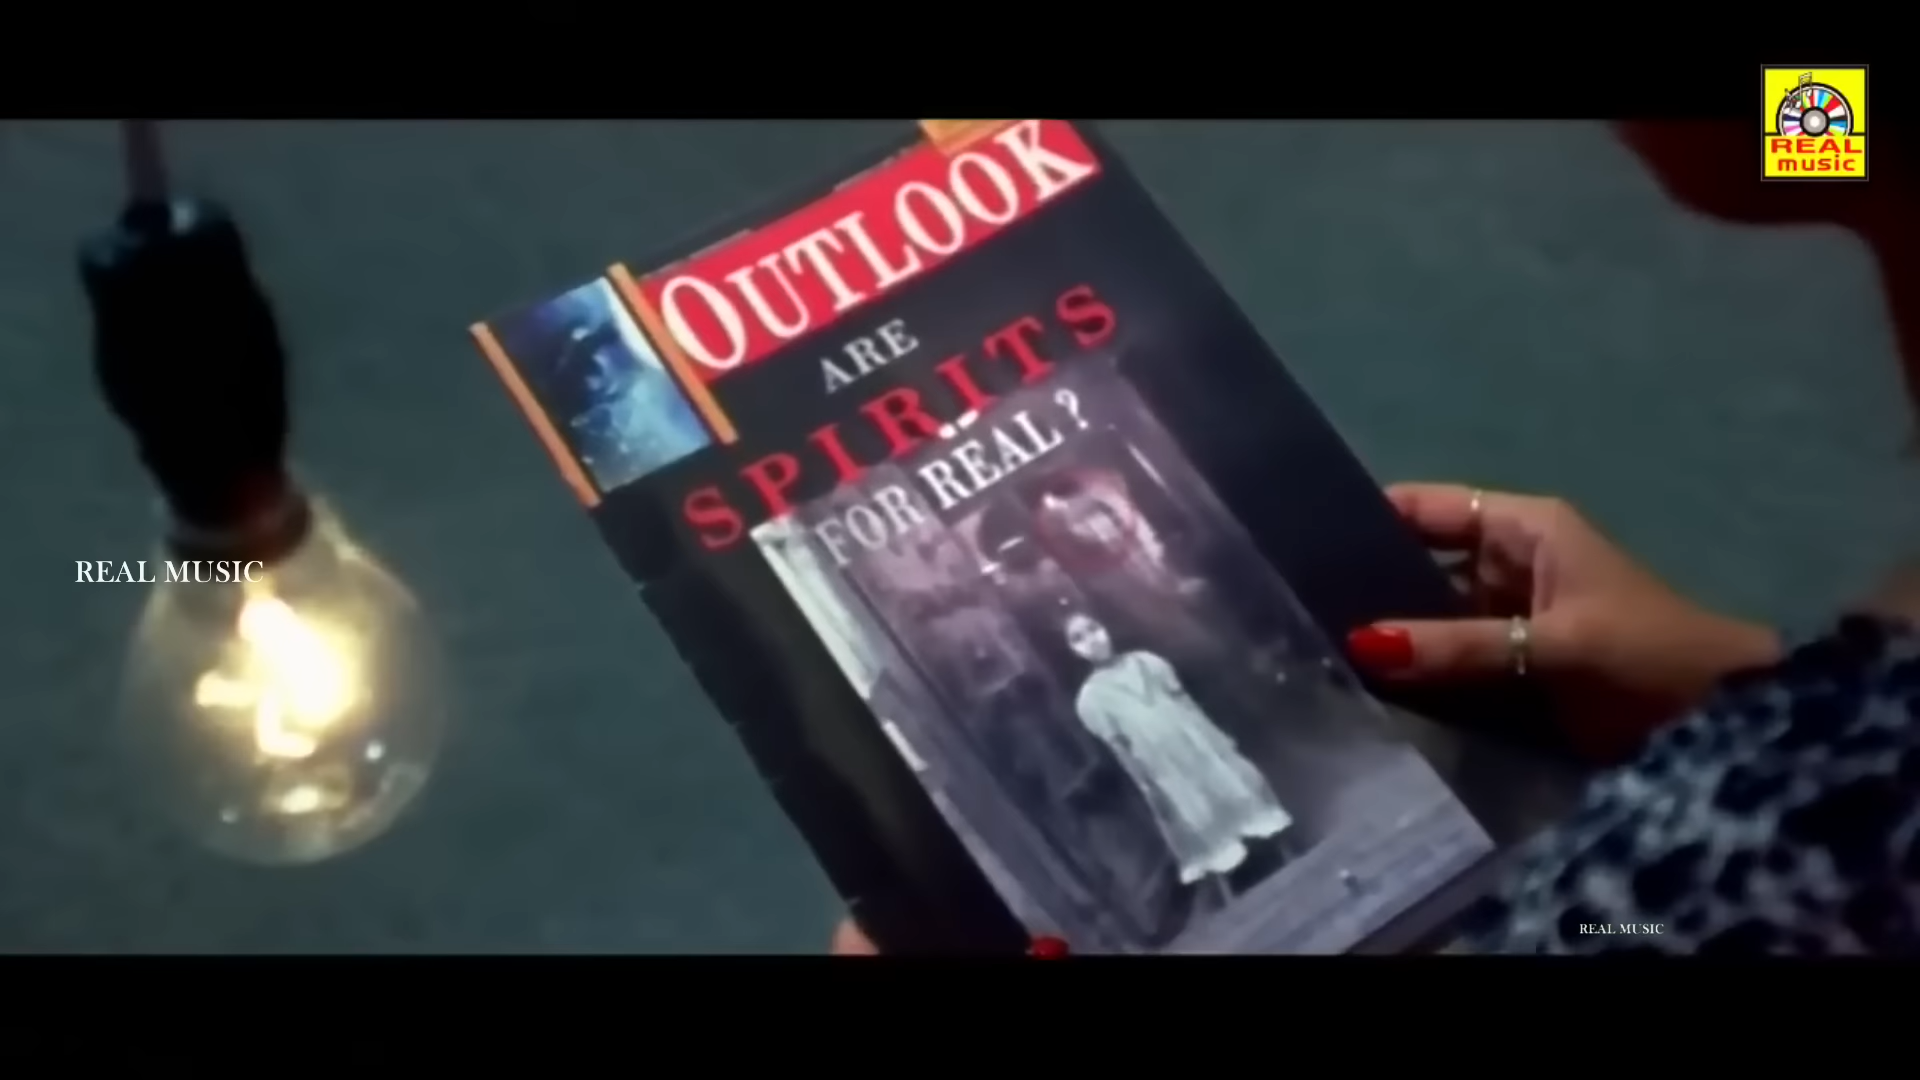 REAL
music
OUTLOOK
ARE
SPIRITS
FOR REAL ?
REAL MUSIC
REAL MUSIC